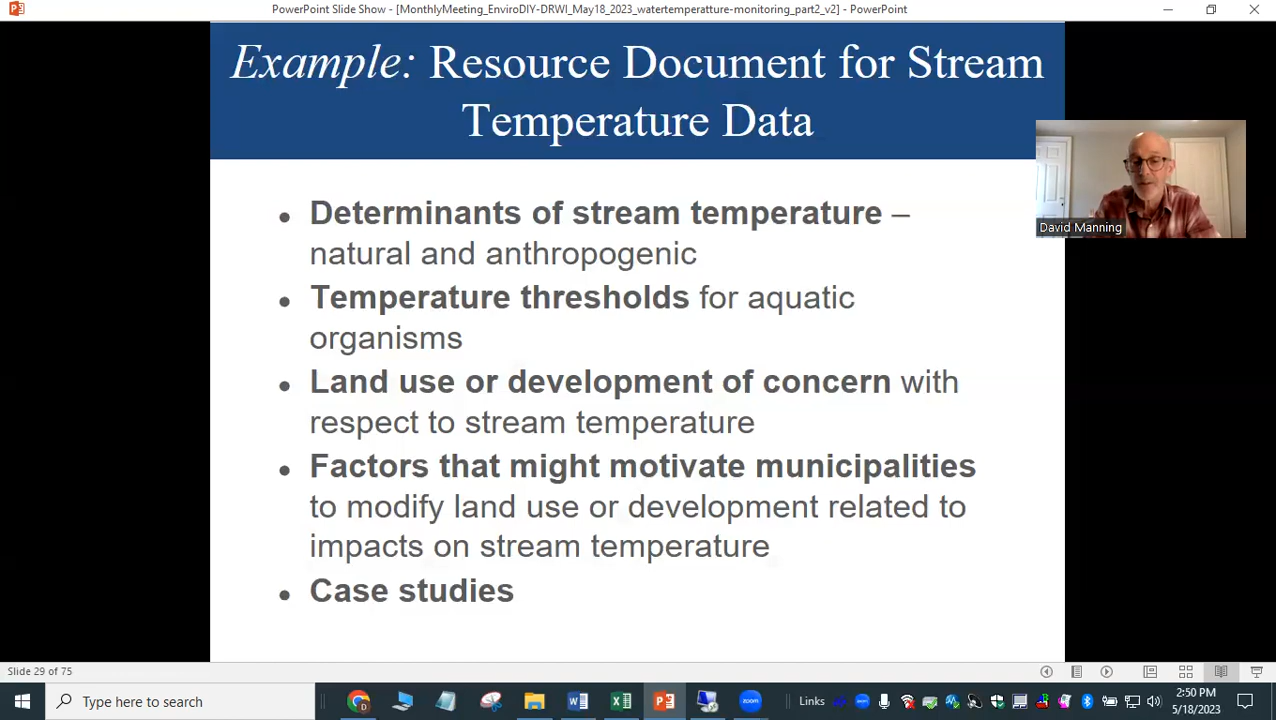 PowerPoint Slide Show - [MonthlyMeeting_EnviroDIY-DRWI_May18_2023_watertemperatture-monitoring_part2_v2] - PowerPoint
Example: Resource Document for Stream
Temperature Data
David Manning
• Determinants of stream temperature –
natural and anthropogenic
• Temperature thresholds for aquatic
organisms
• Land use or development of concern with
respect to stream temperature
• Factors that might motivate municipalities
to modify land use or development related to
impacts on stream temperature
• Case studies
Slide 29 of 75
Type here to search
Links
2:50 PM
5/18/2023